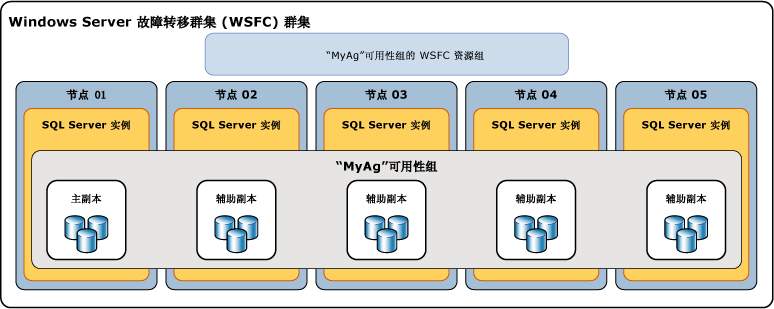 Windows Server 故障转移群集 (WSFC) 群集
“MyAg”可用性组的 WSFC 资源组
节点 01
节点 02
节点 03
节点 04
节点 05
SQL Server 实例
SQL Server 实例
SQL Server 实例
SQL Server 实例
SQL Server 实例
“MyAg”可用性组
主副本
辅助副本
辅助副本
辅助副本
辅助副本